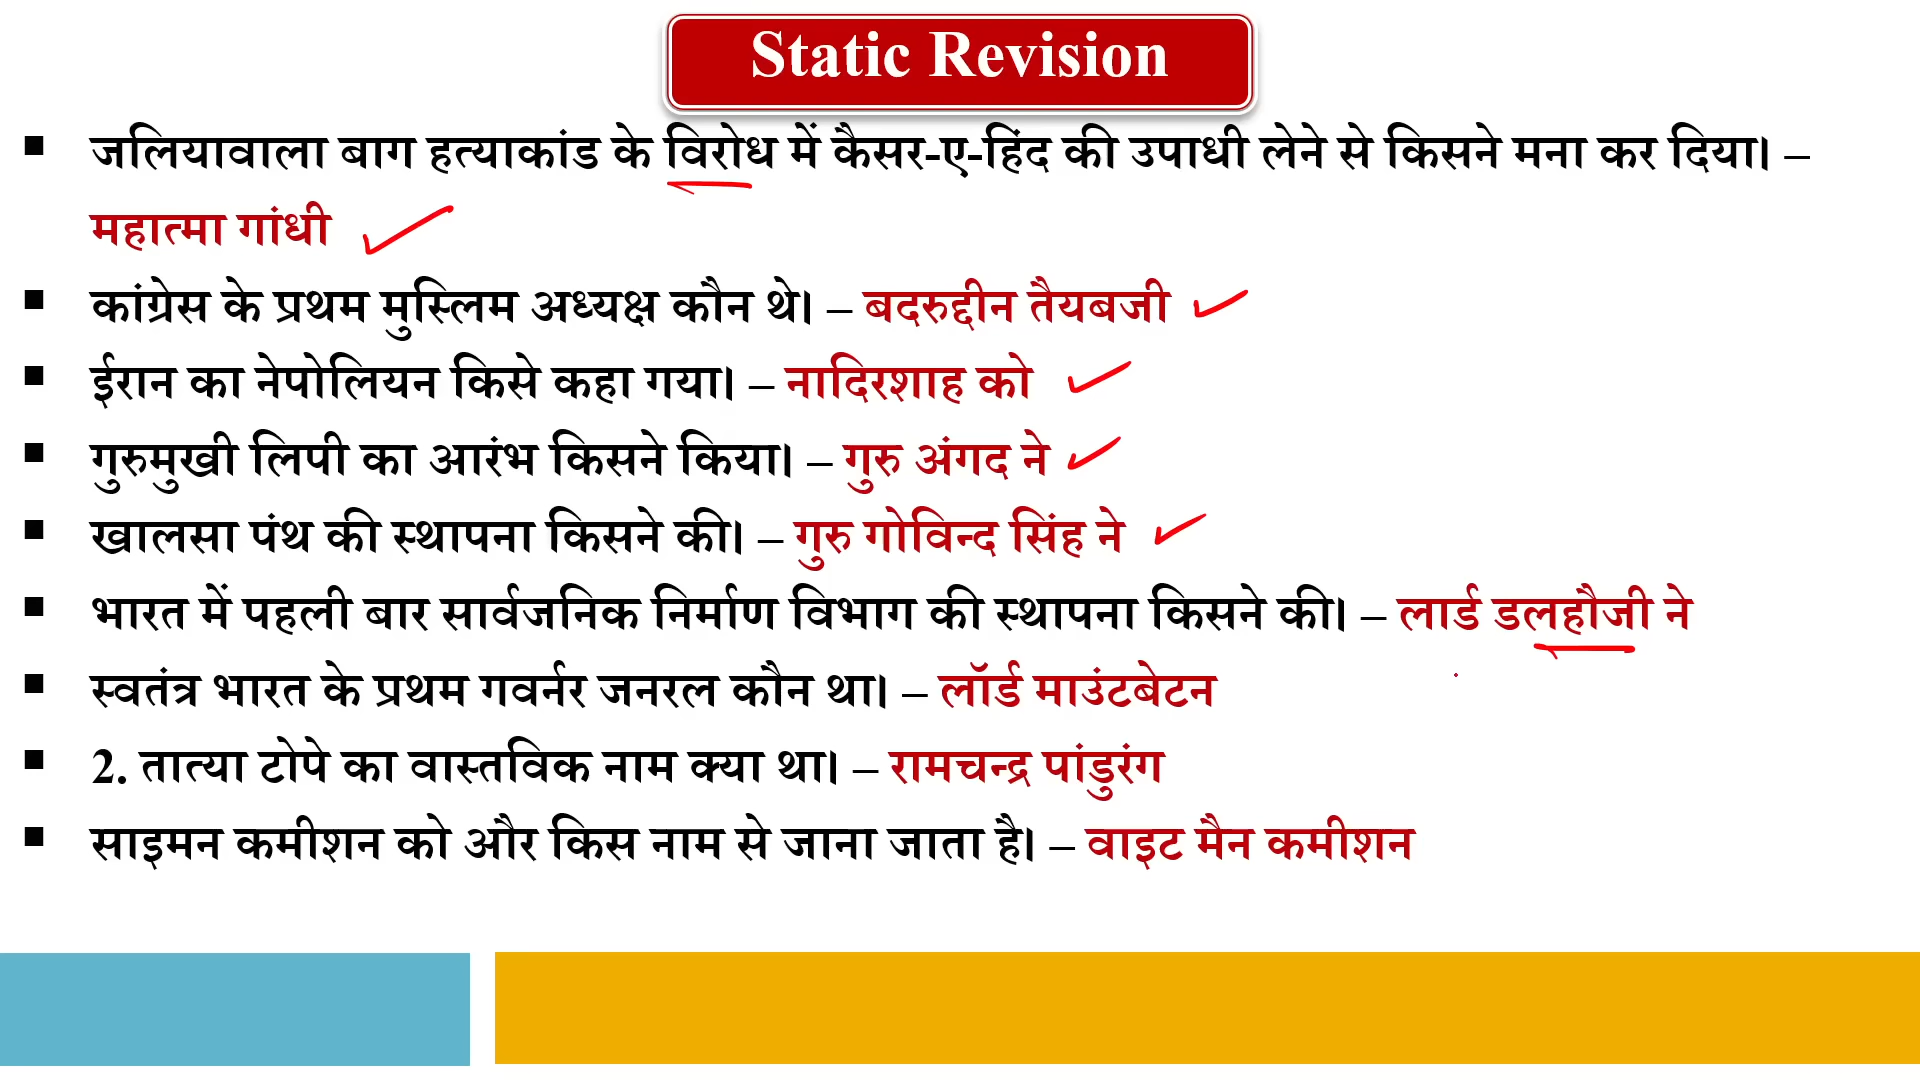 Static Revision
▪ जलियावाला बाग हत्याकांड के विरोध में कैसर-ए-हिंद की उपाधी लेने से किसने मना कर दिया। –
महात्मा गांधी
▪ कांग्रेस के प्रथम मुस्लिम अध्यक्ष कौन थे। – बदरुद्दीन तैयबजी
▪ ईरान का नेपोलियन किसे कहा गया। – नादिरशाह को
▪ गुरुमुखी लिपी का आरंभ किसने किया। – गुरु अंगद ने
▪ खालसा पंथ की स्थापना किसने की। – गुरु गोविन्द सिंह ने
▪ भारत में पहली बार सार्वजनिक निर्माण विभाग की स्थापना किसने की। – लार्ड डलहौजी ने
▪ स्वतंत्र भारत के प्रथम गवर्नर जनरल कौन था। – लॉर्ड माउंटबेटन
▪ 2. तात्या टोपे का वास्तविक नाम क्या था। – रामचन्द्र पांडुरंग
▪ साइमन कमीशन को और किस नाम से जाना जाता है। – वाइट मैन कमीशन